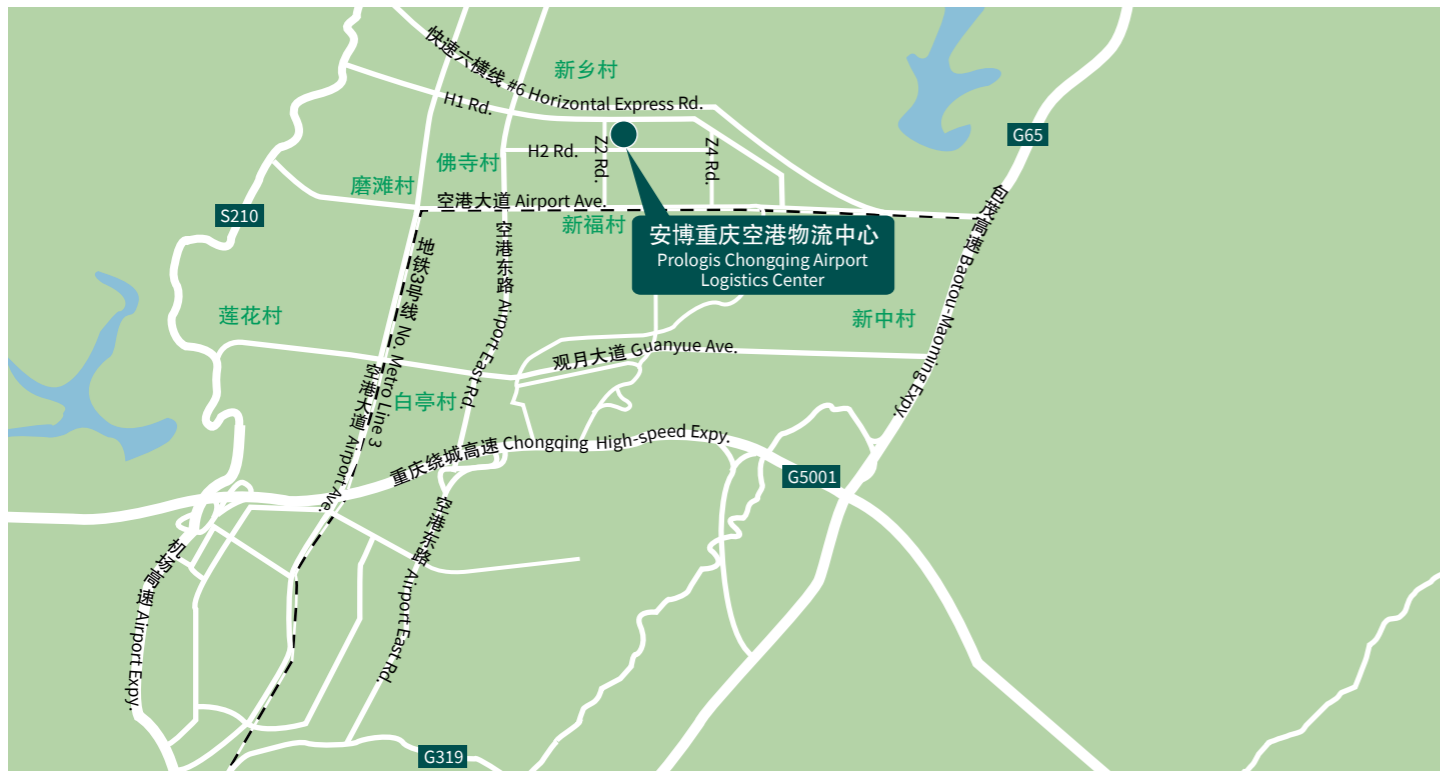 快速六横线 #6 Horizontal Express Rd.
新乡村
H1 Rd.
G65
H2 Rd.
Z2 Rd.
Z4 Rd.
佛寺村
磨滩村
空港大道 Airport Ave.
S210
新福村
安博重庆空港物流中心
Prologis Chongqing Airport
Logistics Center
包茂高速 Baotou-Maoming Expy.
地铁3号线 No. Metro Line 3
空港东路 Airport East Rd.
莲花村
新中村
观月大道 Guanyue Ave.
空港大道 Airport Ave.
白亭村
重庆绕城高速 Chongqing High-speed Expy.
G5001
空港东路 Airport East Rd.
机场高速 Airport Expy.
G319